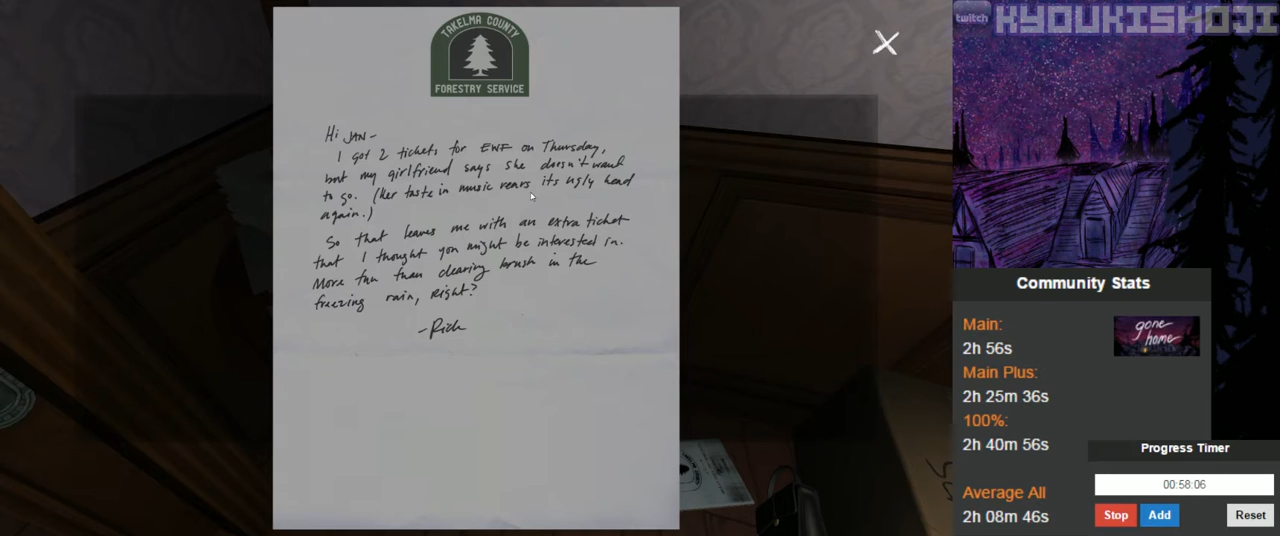 TAKELMA COUNTY
FORESTRY SERVICE
Hi JAN-
I got 2 tickets for EWF on Thursday,
but my girlfriend says she doesn't want
to go. (Her taste in music rears its ugly head
again.)
So that leaves me with an extra ticket
that I thought you might be interested in.
More fun than clearing brush in the
freezing rain, right?
-Rick
twitch
KYOUKISHOJI
Community Stats
Main:
2h 56s
gone
home
Main Plus:
2h 25m 36s
100%:
2h 40m 56s
Progress Timer
00:58:06
Average All
2h 08m 46s
Stop
Add
Reset